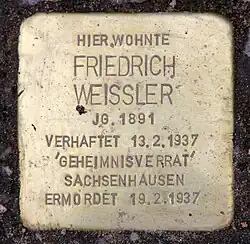 HIER WOHNTE
FRIEDRICH
WEISSLER
JG. 1891
VERHAFTET 13.2.1937
'GEHEIMNISVERRAT'
SACHSENHAUSEN
ERMORDET 19.2.1937